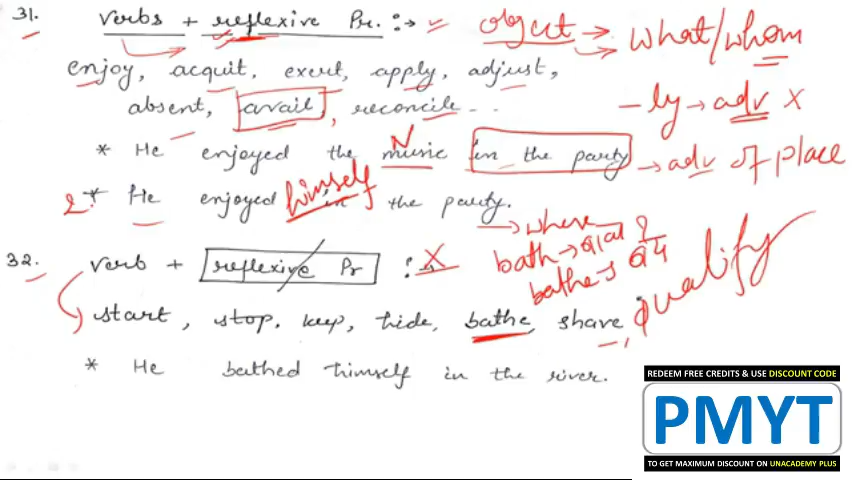 31. verbs + reflexive Pr. :→ object → what/whom
enjoy, acquit, exert, apply, adjust,
absent, avail, reconcile ...
- ly → adv X
* He enjoyed the music in the party → adv of place
N
2. * He enjoyed himself in the party.
→ where ?
32. verb + reflexive Pr : X
bath →
bathe →
qualify
start, stop, keep, hide, bathe, share,
* He bathed himself in the river.
REDEEM FREE CREDITS & USE DISCOUNT CODE
PMYT
TO GET MAXIMUM DISCOUNT ON UNACADEMY PLUS